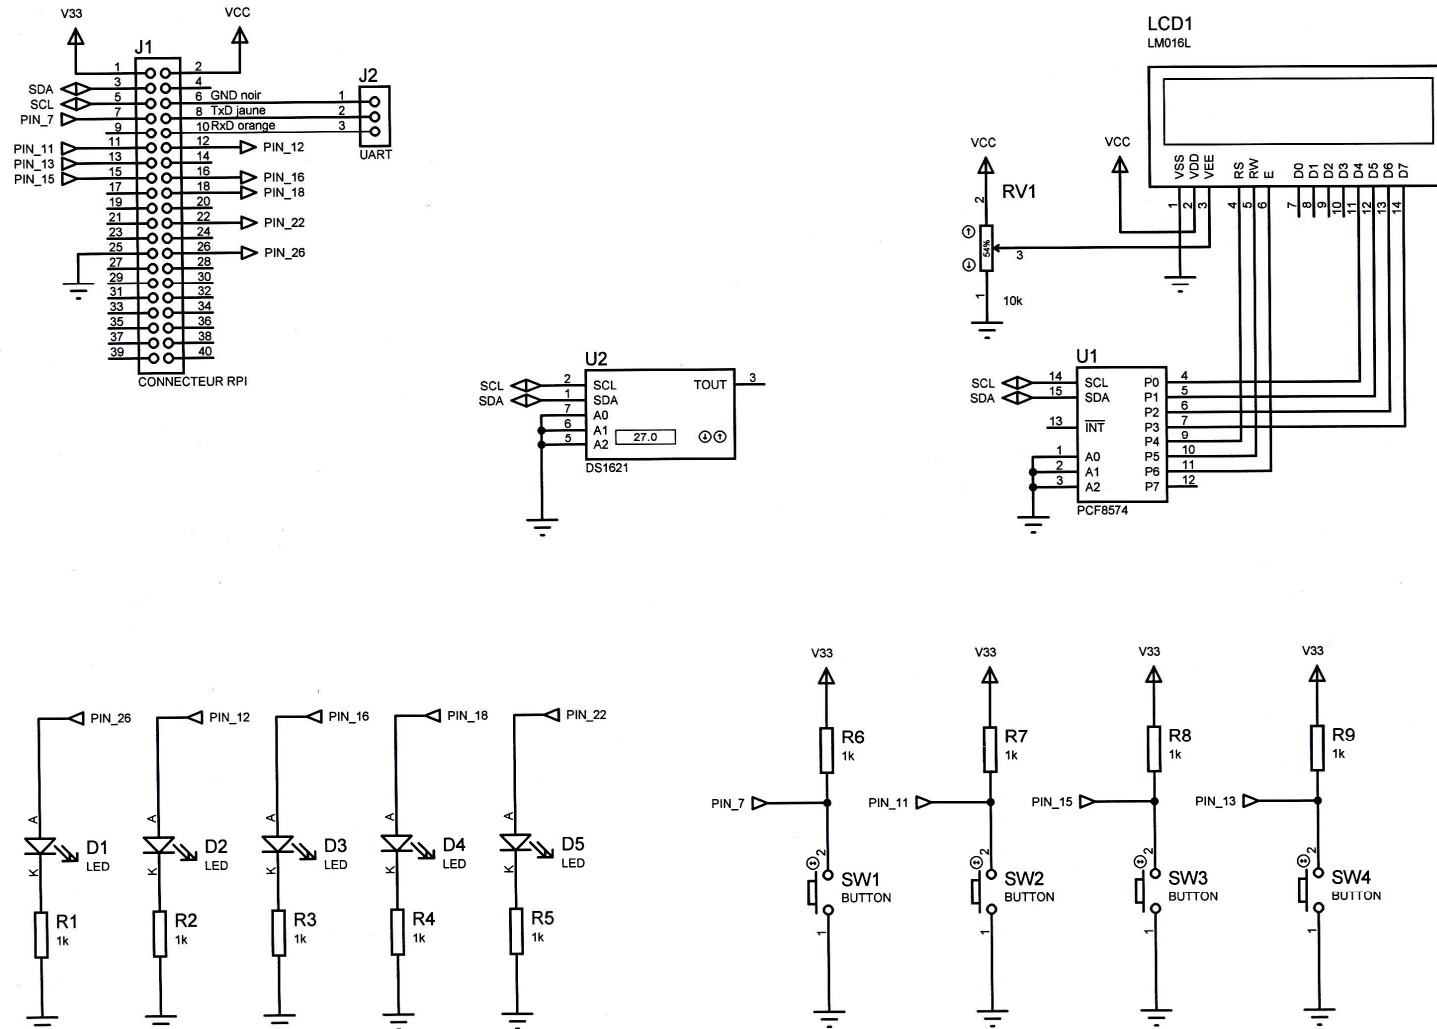 V33
VCC
J1
1 2
SDA 3 4
SCL 5 6 GND noir 1
PIN_7 7 8 TxD jaune 2
9 10 RxD orange 3
PIN_11 11 12 PIN_12
PIN_13 13 14
PIN_15 15 16 PIN_16
17 18 PIN_18
19 20
21 22 PIN_22
23 24
25 26 PIN_26
27 28
29 30
31 32
33 34
35 36
37 38
39 40
CONNECTEUR RPI
J2
UART
LCD1
LM016L
VSS VDD VEE RS RW E D0 D1 D2 D3 D4 D5 D6 D7
1 2 3 4 5 6 7 8 9 10 11 12 13 14
VCC
VCC
RV1
2
54%
3
1
10k
U2
SCL 2 SCL TOUT 3
SDA 1 SDA
7 A0
6 A1 27.0
5 A2
DS1621
U1
SCL 14 SCL P0 4
SDA 15 SDA P1 5
P2 6
13 INT P3 7
P4 9
1 A0 P5 10
2 A1 P6 11
3 A2 P7 12
PCF8574
PIN_26
A
D1
LED
K
R1
1k
PIN_12
A
D2
LED
K
R2
1k
PIN_16
A
D3
LED
K
R3
1k
PIN_18
A
D4
LED
K
R4
1k
PIN_22
A
D5
LED
K
R5
1k
V33
R6
1k
PIN_7
2
SW1
BUTTON
1
V33
R7
1k
PIN_11
2
SW2
BUTTON
1
V33
R8
1k
PIN_15
2
SW3
BUTTON
1
V33
R9
1k
PIN_13
2
SW4
BUTTON
1